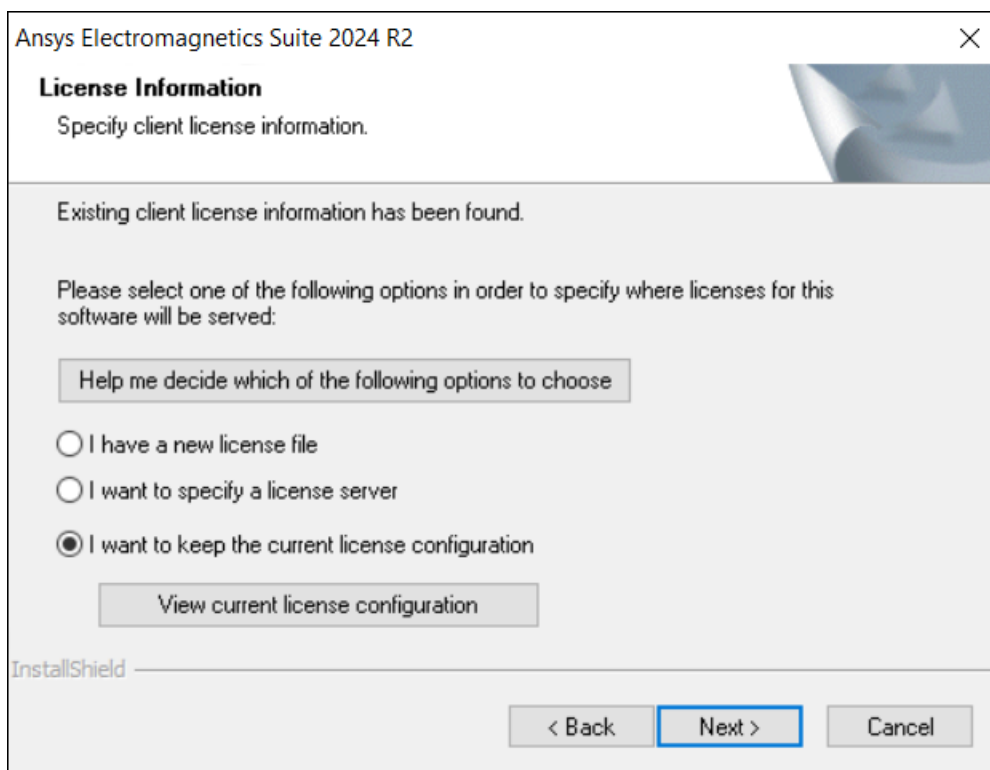 Ansys Electromagnetics Suite 2024 R2
License Information
Specify client license information.
Existing client license information has been found.
Please select one of the following options in order to specify where licenses for this
software will be served:
Help me decide which of the following options to choose
I have a new license file
I want to specify a license server
I want to keep the current license configuration
View current license configuration
InstallShield
< Back
Next >
Cancel